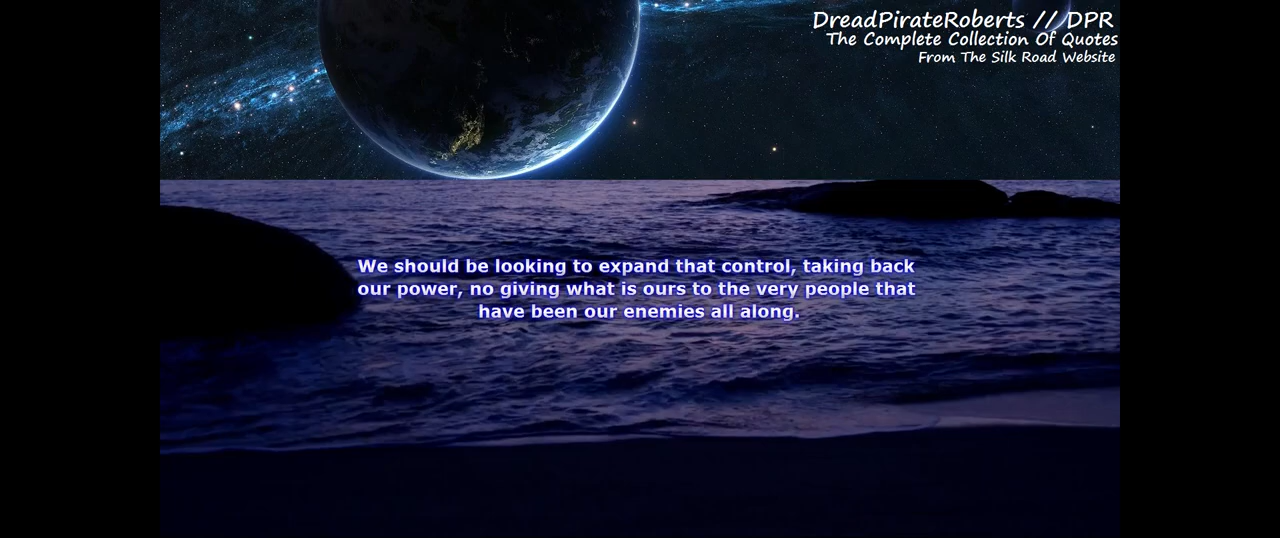 DreadPirateRoberts // DPR
The Complete Collection Of Quotes
From The Silk Road Website
We should be looking to expand that control, taking back
our power, no giving what is ours to the very people that
have been our enemies all along.